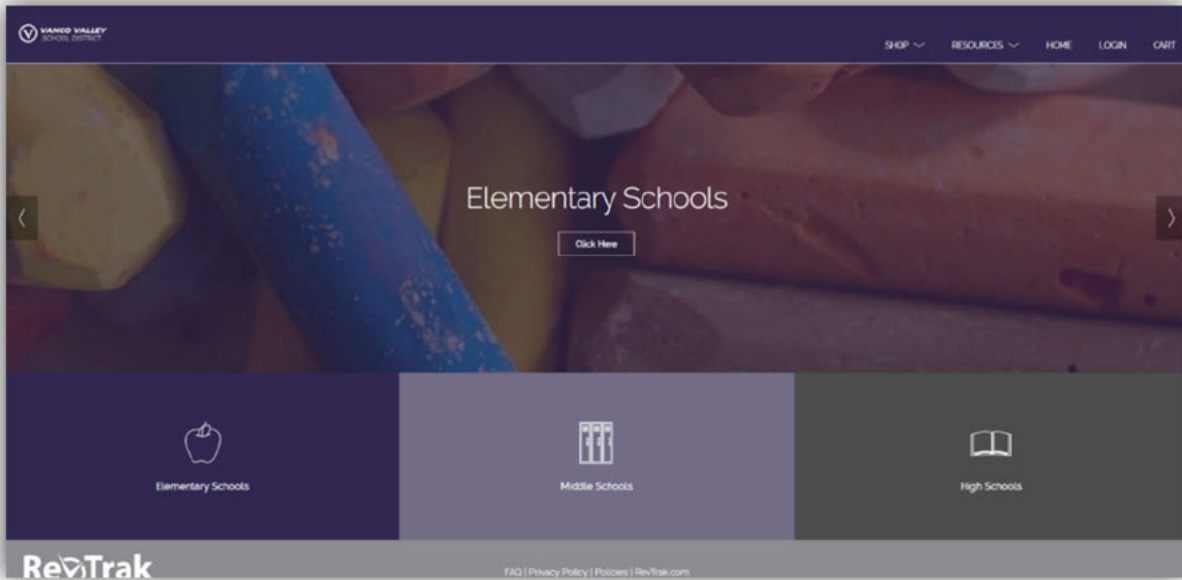 VANCO VALLEY
SCHOOL DISTRICT
SHOP RESOURCES HOME LOGIN CART
Elementary Schools
Click Here
Elementary Schools
Middle Schools
High Schools
RevTrak
FAQ | Privacy Policy | Policies | RevTrak.com